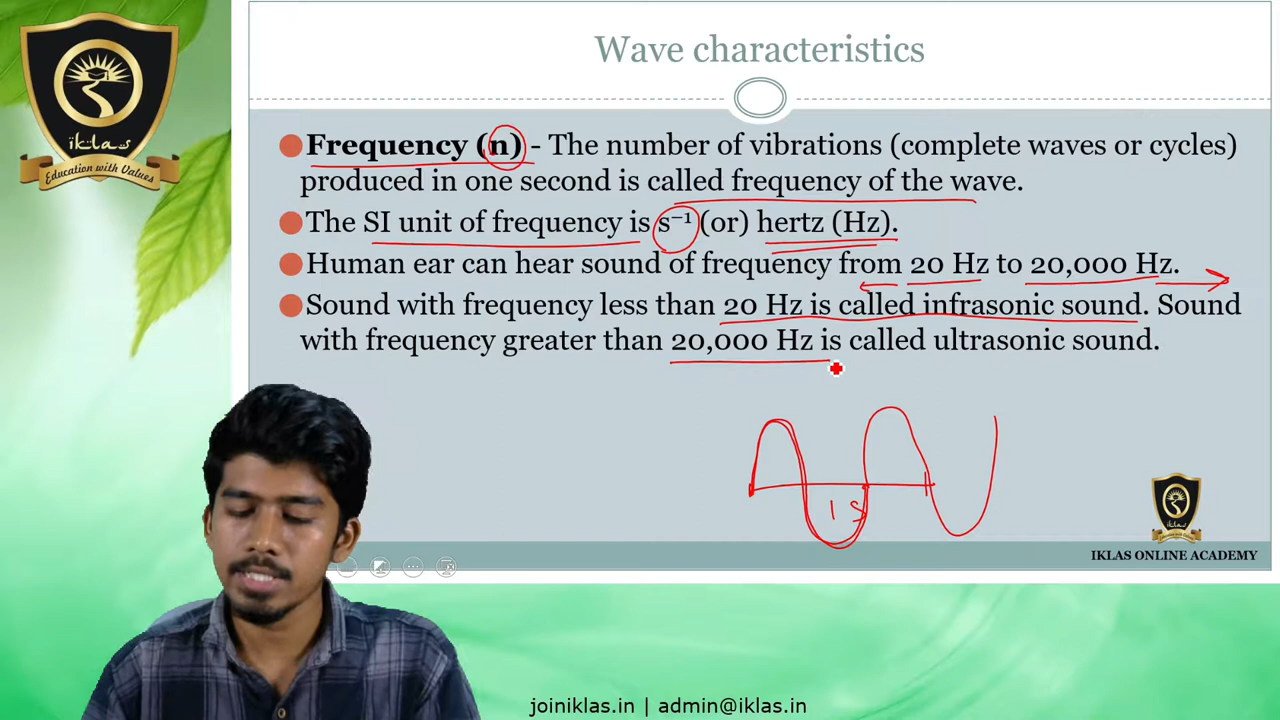 iklas
Education with Values
Wave characteristics
Frequency (n) - The number of vibrations (complete waves or cycles)
produced in one second is called frequency of the wave.
The SI unit of frequency is s⁻¹ (or) hertz (Hz).
Human ear can hear sound of frequency from 20 Hz to 20,000 Hz.
Sound with frequency less than 20 Hz is called infrasonic sound. Sound
with frequency greater than 20,000 Hz is called ultrasonic sound.
1 s
iklas
IKLAS ONLINE ACADEMY
joiniklas.in | admin@iklas.in